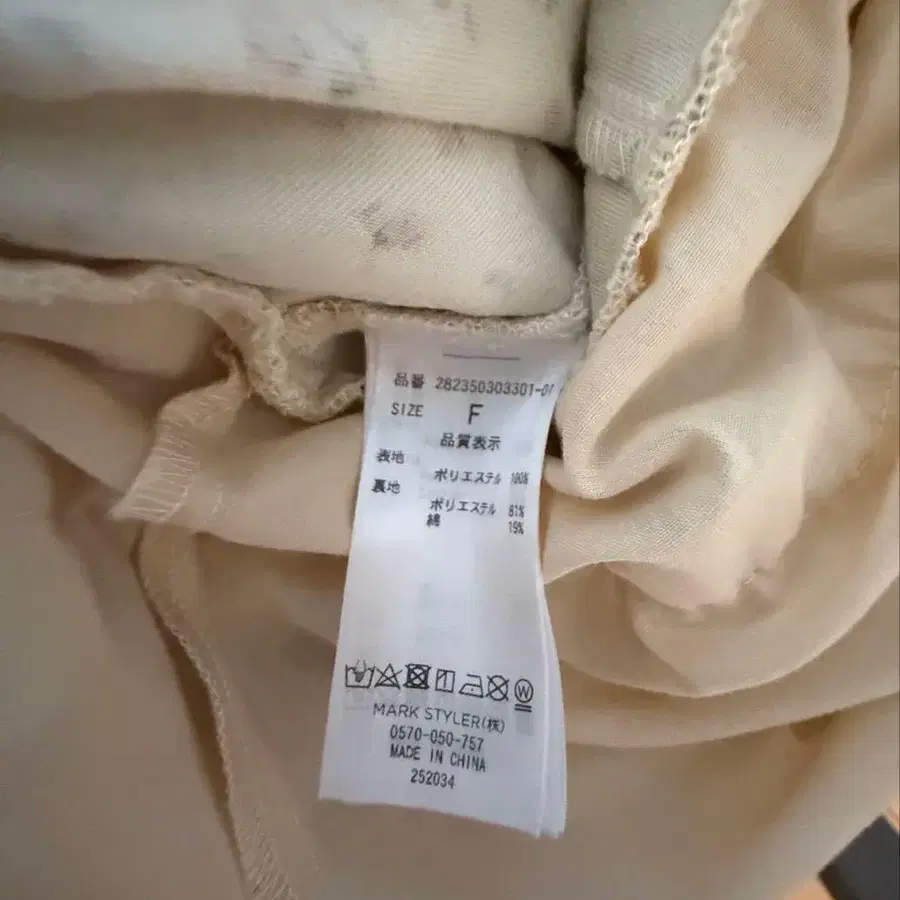 品番 282350303301-01
SIZE F
品質表示
表地
ポリエステル 100%
裏地
ポリエステル 81%
綿 19%
W
MARK STYLER(株)
0570-050-757
MADE IN CHINA
252034